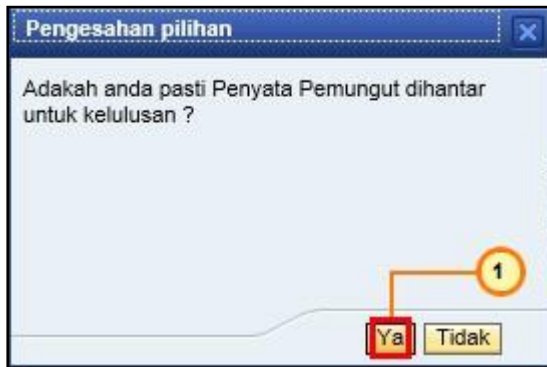 Pengesahan pilihan
Adakah anda pasti Penyata Pemungut dihantar
untuk kelulusan ?
1
Ya Tidak